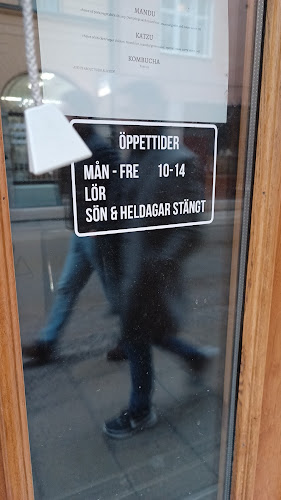 MANDU
KATZU
KOMBUCHA
ÖPPETTIDER
MÅN - FRE 10-14
LÖR
SÖN & HELDAGAR STÄNGT